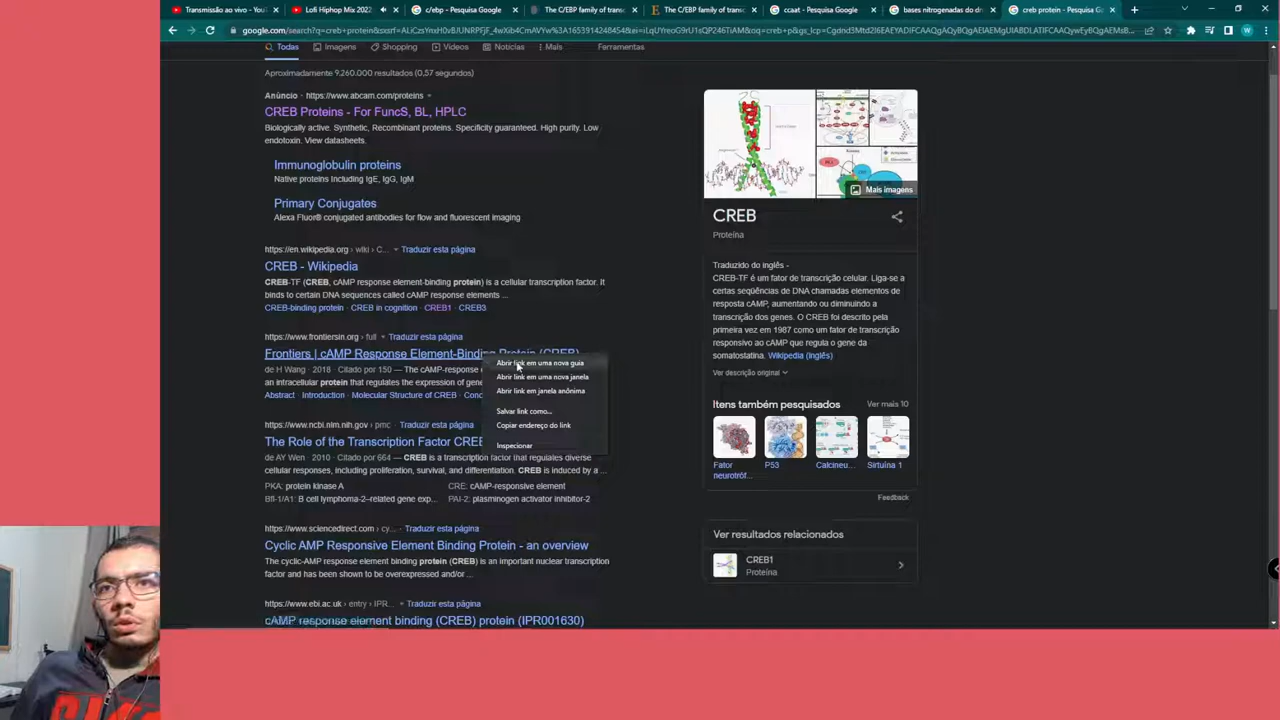 Transmissão ao vivo - You
Lofi Hiphop Mix 2022
c/ebp - Pesquisa Google
The C/EBP family of trans
The C/EBP family of trans
ccaat - Pesquisa Google
bases nitrogenadas do dn
creb protein - Pesquisa Go
Todas
Imagens
Shopping
Vídeos
Notícias
Mais
Ferramentas
Aproximadamente 9.260.000 resultados (0,57 segundos)
Anúncio · https://www.abcam.com/proteins
CREB Proteins - For FuncS, BL, HPLC
Biologically active. Synthetic, Recombinant proteins. Specificity guaranteed. High purity. Low
endotoxin. View datasheets.
Immunoglobulin proteins
Native proteins Including IgE, IgG, IgM
Primary Conjugates
Alexa Fluor® conjugated antibodies for flow and fluorescent imaging
https://en.wikipedia.org › wiki › C... Traduzir esta página
CREB - Wikipedia
CREB-TF (CREB, cAMP response element-binding protein) is a cellular transcription factor. It
binds to certain DNA sequences called cAMP response elements ...
CREB-binding protein · CREB in cognition · CREB1 · CREB3
https://www.frontiersin.org › full Traduzir esta página
Frontiers | cAMP Response Element-Binding Protein (CREB)
de H Wang · 2018 · Citado por 150 — The cAMP-response
an intracellular protein that regulates the expression of gene
Abstract · Introduction · Molecular Structure of CREB ·
Abrir link em uma nova guia
Abrir link em uma nova janela
Abrir link em janela anônima
Salvar link como...
Copiar endereço do link
Inspecionar
https://www.ncbi.nlm.nih.gov › pmc Traduzir esta página
The Role of the Transcription Factor CREB
de AY Wen · 2010 · Citado por 664 — CREB is a transcription factor that regulates diverse
cellular responses, including proliferation, survival, and differentiation. CREB is induced by a ...
PKA: protein kinase A
CRE: cAMP-responsive element
Bfl-1/A1: B cell lymphoma-2–related gene exp...
PAI-2: plasminogen activator inhibitor-2
https://www.sciencedirect.com › cy... Traduzir esta página
Cyclic AMP Responsive Element Binding Protein - an overview
The cyclic-AMP response element binding protein (CREB) is an important nuclear transcription
factor and has been shown to be overexpressed and/or ...
https://www.ebi.ac.uk › entry › IPR... Traduzir esta página
cAMP response element binding (CREB) protein (IPR001630)
Mais imagens
CREB
Proteína
Traduzido do inglês -
CREB-TF é um fator de transcrição celular. Liga-se a
certas seqüências de DNA chamadas elementos de
resposta cAMP, aumentando ou diminuindo a
transcrição dos genes. O CREB foi descrito pela
primeira vez em 1987 como um fator de transcrição
responsivo ao cAMP que regula o gene da
somatostatina. Wikipedia (inglês)
Ver descrição original
Itens também pesquisados
Ver mais 10
Fator
neurotróf...
P53
Calcineu...
Sirtuína 1
Feedback
Ver resultados relacionados
CREB1
Proteína